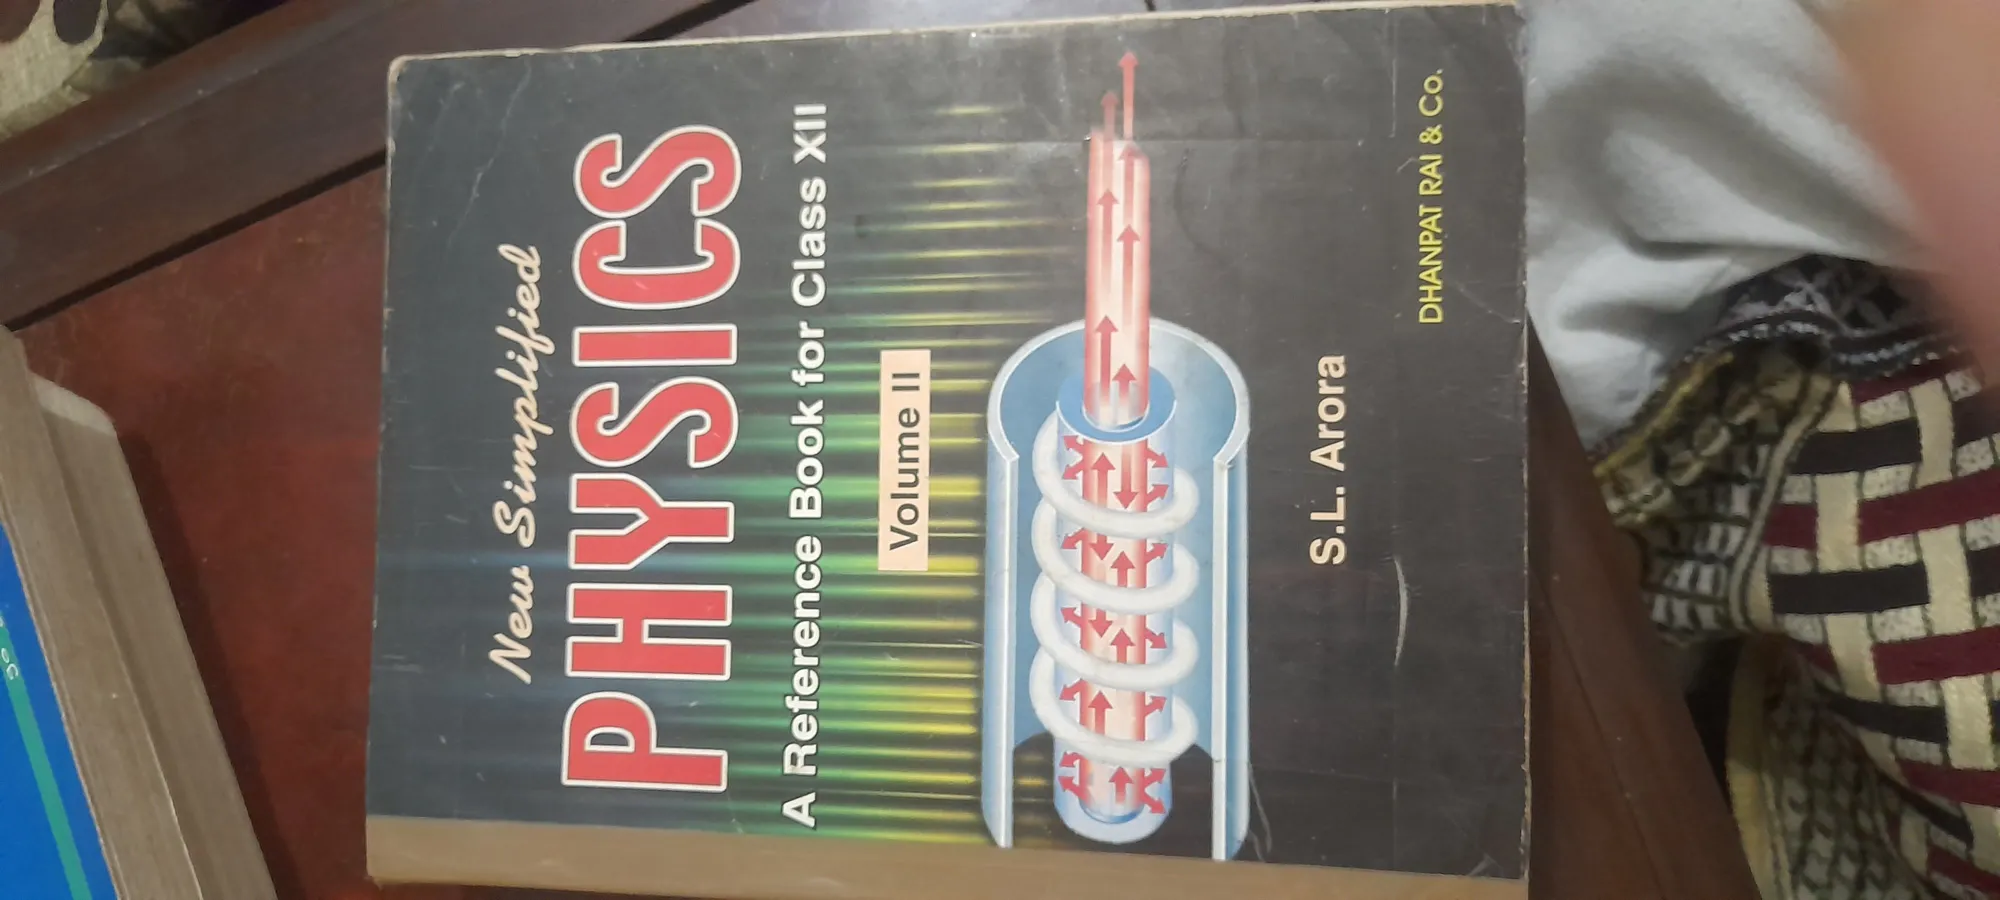 New Simplified
PHYSICS
A Reference Book for Class XII
Volume II
S.L. Arora
DHANPAT RAI & Co.